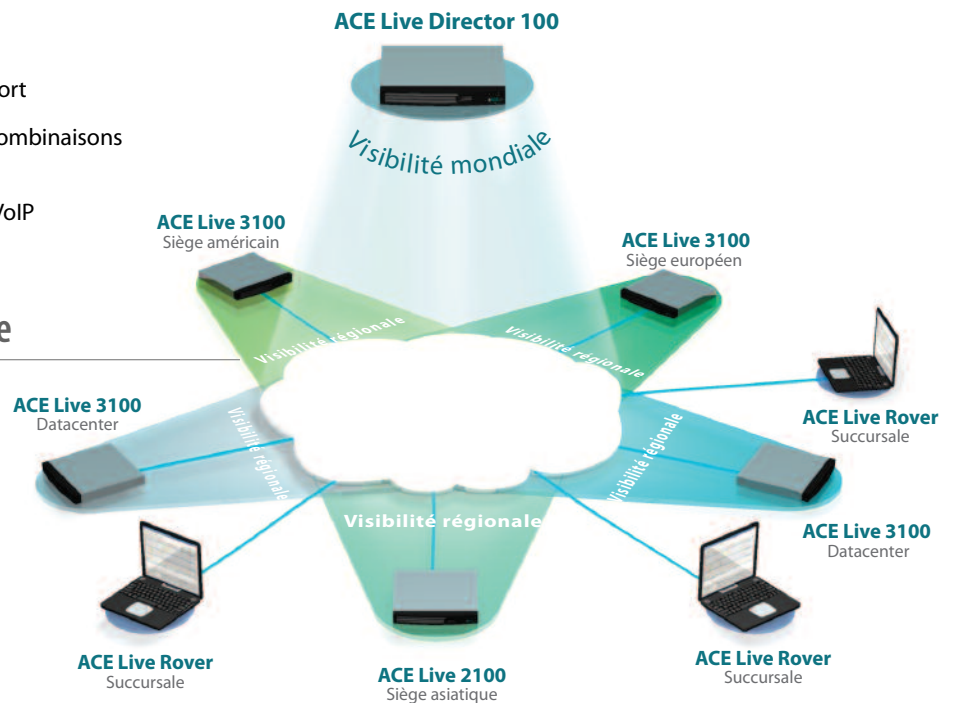 ACE Live Director 100
ort
ombinaisons
VoIP
e
Visibilité mondiale
ACE Live 3100
Siège américain
ACE Live 3100
Siège européen
Visibilité régionale
Visibilité régionale
ACE Live 3100
Datacenter
Visibilité régionale
ACE Live Rover
Succursale
Visibilité régionale
Visibilité régionale
ACE Live 3100
Datacenter
ACE Live Rover
Succursale
ACE Live 2100
Siège asiatique
ACE Live Rover
Succursale